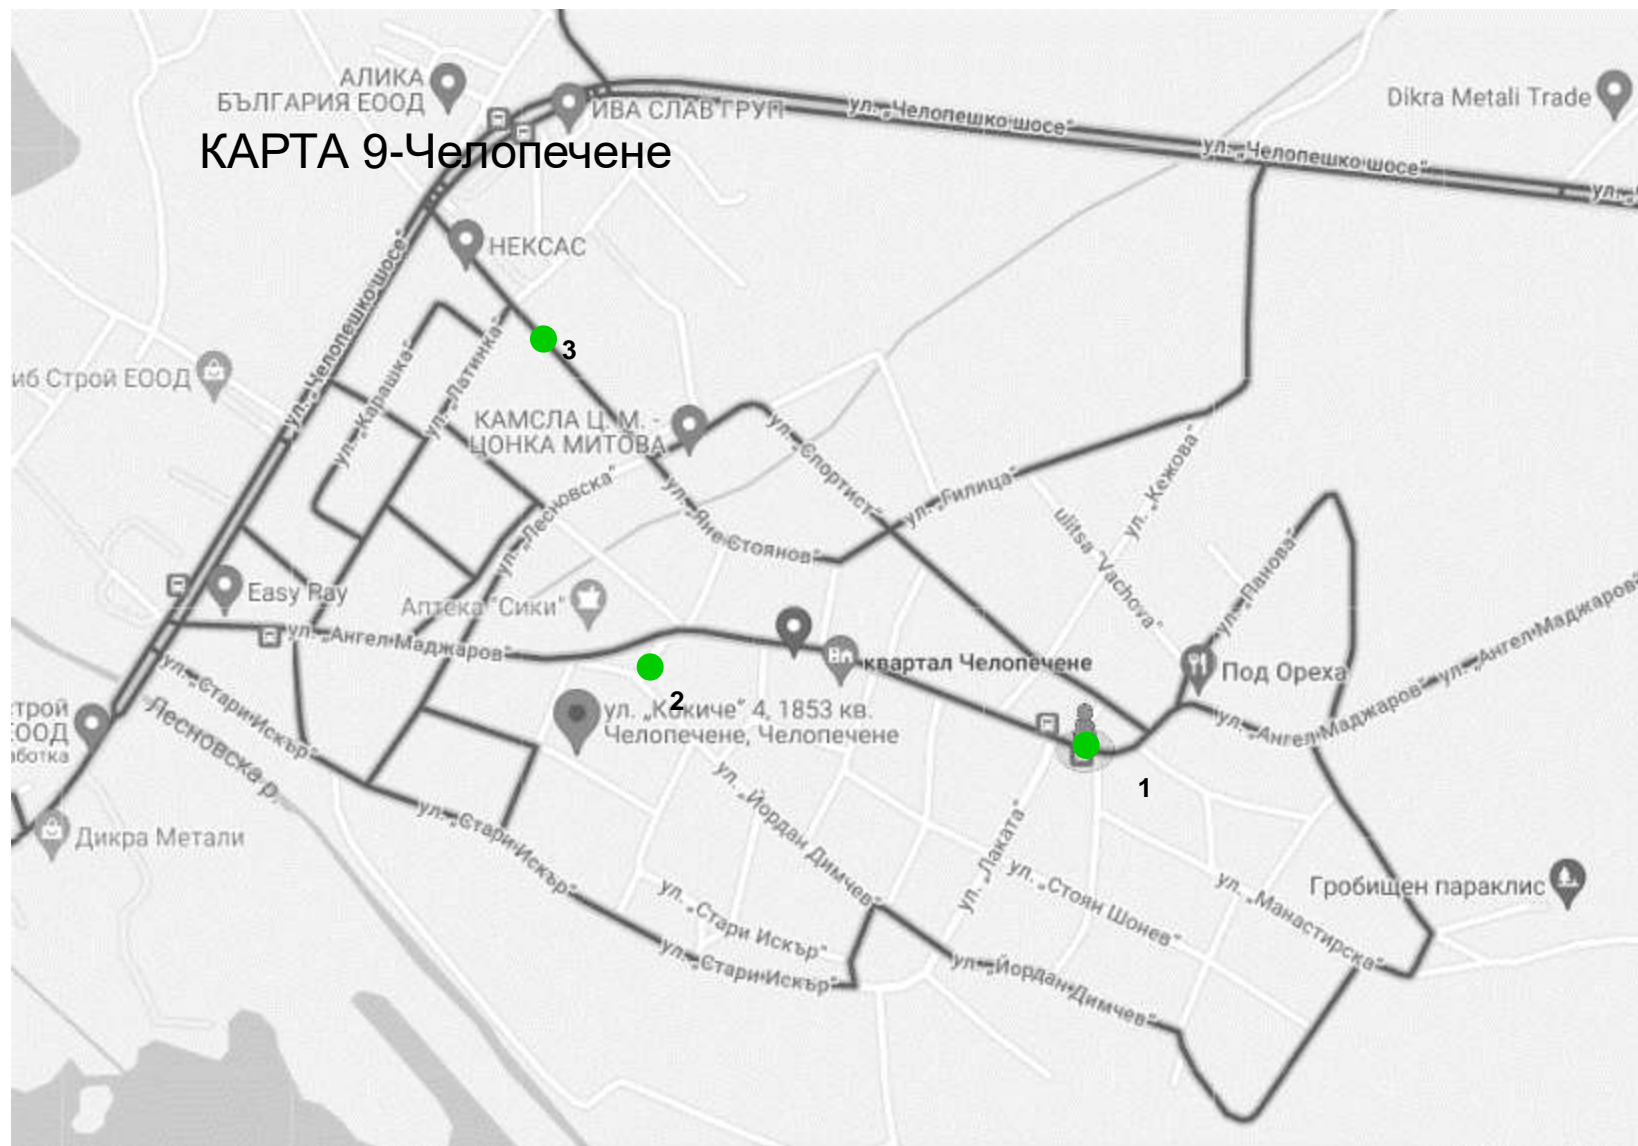 АЛИКА
БЪЛГАРИЯ ЕООД
ИВА СЛАВ ГРУП
КАРТА 9-Челопечене
ул. „Челопешко шосе“
Dikra Metali Trade
ул. „Челопешко шосе“
ул. „
НЕКСАС
ул. „Челопешко шосе“
ул. „Карашка“
ул. „Латинка“
3
иб Строй ЕООД
КАМСЛА Ц. М. -
ЦОНКА МИТОВА
ул. „Спортист“
ул. „Гилица“
ул. „Кежова“
ул. „Лесновска“
ул. „Яне Стоянов“
ulitsa "Vachova"
ул. „Панова“
Easy Ray
Аптека "Сики"
ул. „Ангел Маджаров“
квартал Челопечене
Под Ореха
ул. „Ангел Маджаров“
ул. „Ангел Маджаров“
ул. „Стари Искър“
2
ул. „Кокиче“ 4, 1853 кв.
Челопечене, Челопечене
строй
ООД
аботка
Лесновска р.
1
ул. „Йордан Димчев“
Дикра Метали
ул. „Стари Искър“
ул. „Лаката“
ул. „Стоян Шонев“
ул. „Манастирска“
Гробищен параклис
ул. „Стари Искър“
ул. „Стари Искър“
ул. „Йордан Димчев“